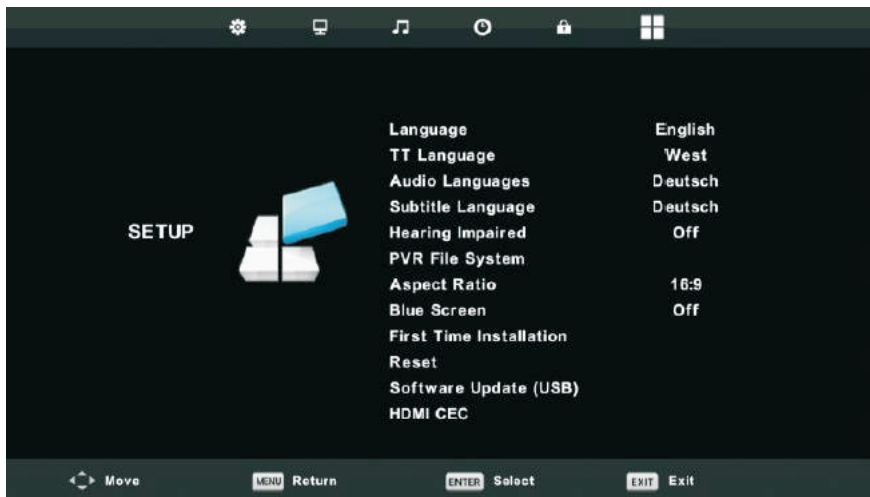 Language English
TT Language West
Audio Languages Deutsch
Subtitle Language Deutsch
SETUP
Hearing Impaired Off
PVR File System
Aspect Ratio 16:9
Blue Screen Off
First Time Installation
Reset
Software Update (USB)
HDMI CEC
Move MENU Return ENTER Select EXIT Exit